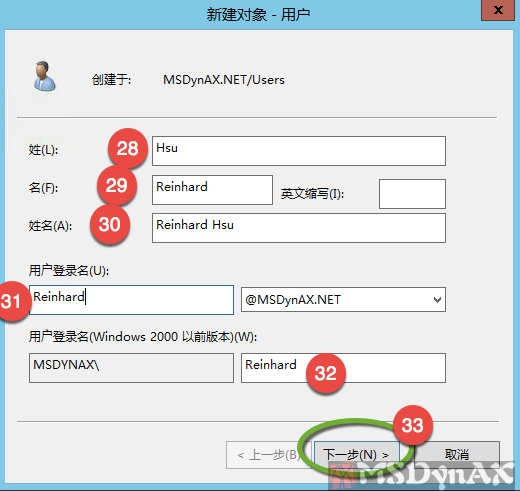 新建对象 - 用户
x
创建于: MSDynAX.NET/Users
姓(L): 28 Hsu
名(F): 29 Reinhard 英文缩写(I):
姓名(A): 30 Reinhard Hsu
用户登录名(U):
31 Reinhard @MSDynAX.NET
用户登录名(Windows 2000 以前版本)(W):
MSDYNAX\ Reinhard 32
33
< 上一步(B) 下一步(N) > 取消
MSDynAX